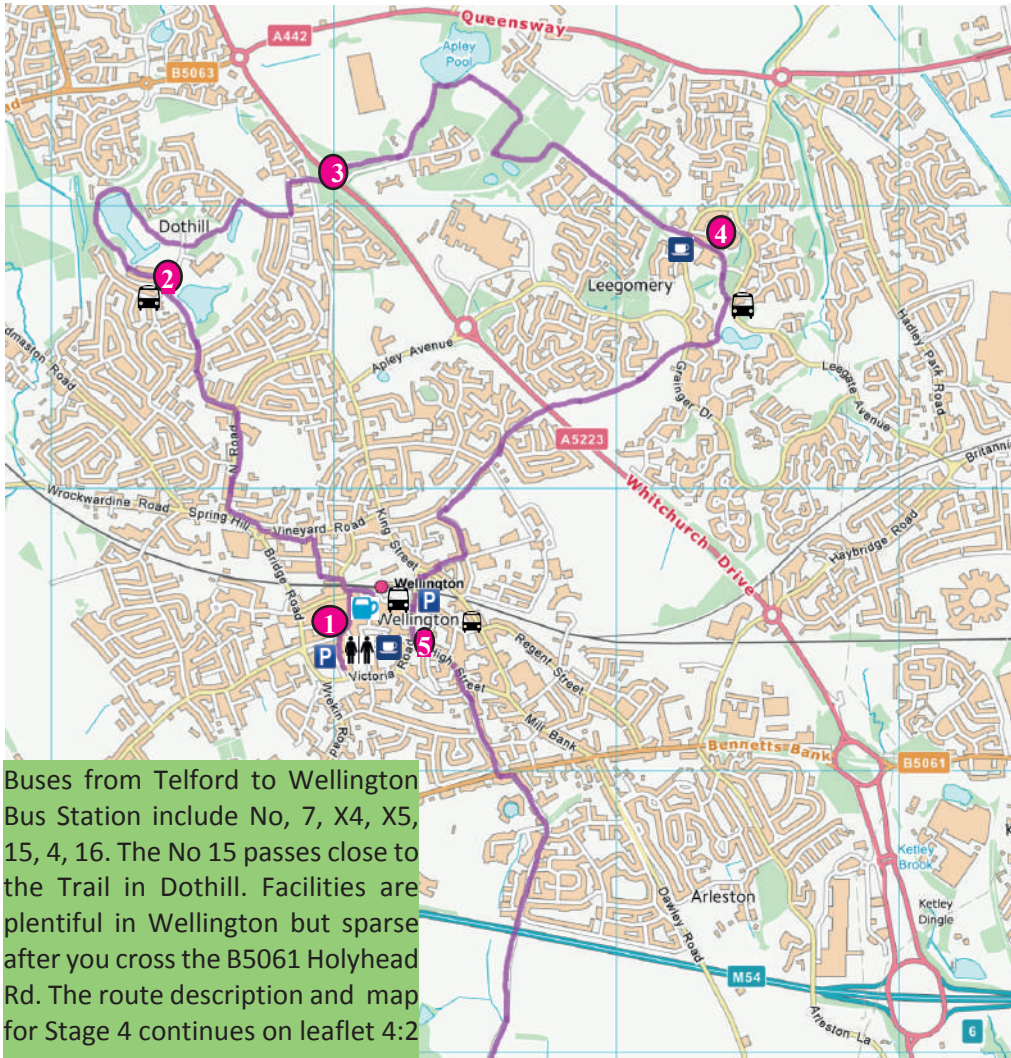 Queensway
A442
Apley
Pool
B5063
3
Dothill
4
2
Leegomery
Hadley Park Road
Apley Avenue
Leegate Avenue
Grainger Dr
N. Road
A5223
Britanni
Whitchurch Drive
Wrockwardine Road
Spring Hill
Vineyard Road
King Street
Haybridge Road
Bridge Road
Wellington
P
1
Wellington
5
P
High Street
Regent Street
Victoria Road
Wrekin Road
Mill Bank
Bennetts Bank
B5061
Buses from Telford to Wellington
Bus Station include No, 7, X4, X5,
15, 4, 16. The No 15 passes close to
the Trail in Dothill. Facilities are
plentiful in Wellington but sparse
after you cross the B5061 Holyhead
Rd. The route description and map
for Stage 4 continues on leaflet 4:2
Ketley
Brook
Arleston
Ketley
Dingle
Dawley Road
M54
Arleston La
6